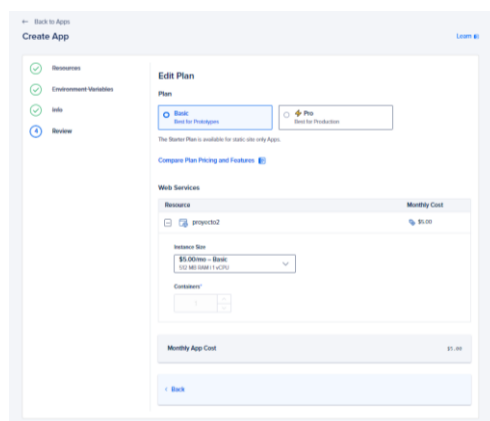 ← Back to Apps
Create App
Learn
Resources
Environment Variables
Info
4 Review
Edit Plan
Plan
Basic
Best for Prototypes
Pro
Best for Production
The Starter Plan is available for static site only Apps.
Compare Plan Pricing and Features
Web Services
Resource Monthly Cost
proyecto2 $5.00
Instance Size
$5.00/mo – Basic
512 MB RAM | 1 vCPU
Containers*
1
Monthly App Cost
‹ Back